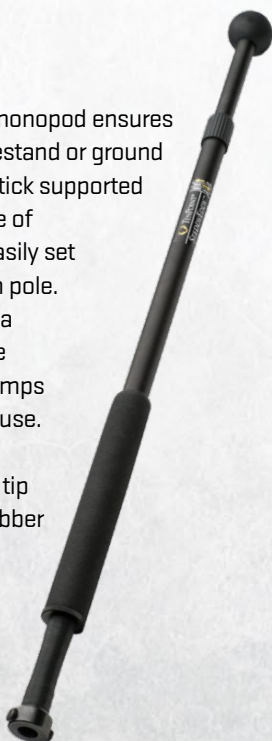 monopod ensures
estand or ground
tick supported
e of
asily set
n pole.
a
e
mps
use.
tip
bber